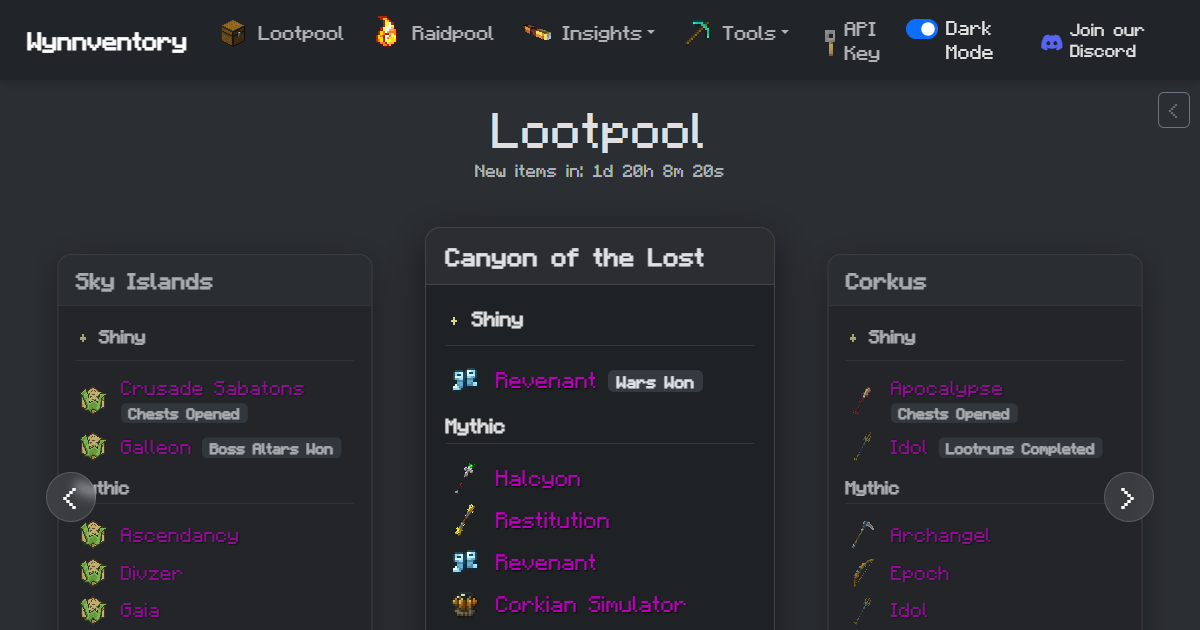 Wynnventory
Lootpool
Raidpool
Insights
Tools
API
Key
Dark
Mode
Join our
Discord
Lootpool
New items in: 1d 20h 8m 20s
Sky Islands
Shiny
Crusade Sabatons
Chests Opened
Galleon Boss Altars Won
thic
Ascendancy
Divzer
Gaia
Canyon of the Lost
Shiny
Revenant Wars Won
Mythic
Halcyon
Restitution
Revenant
Corkian Simulator
Corkus
Shiny
Apocalypse
Chests Opened
Idol Lootruns Completed
Mythic
Archangel
Epoch
Idol